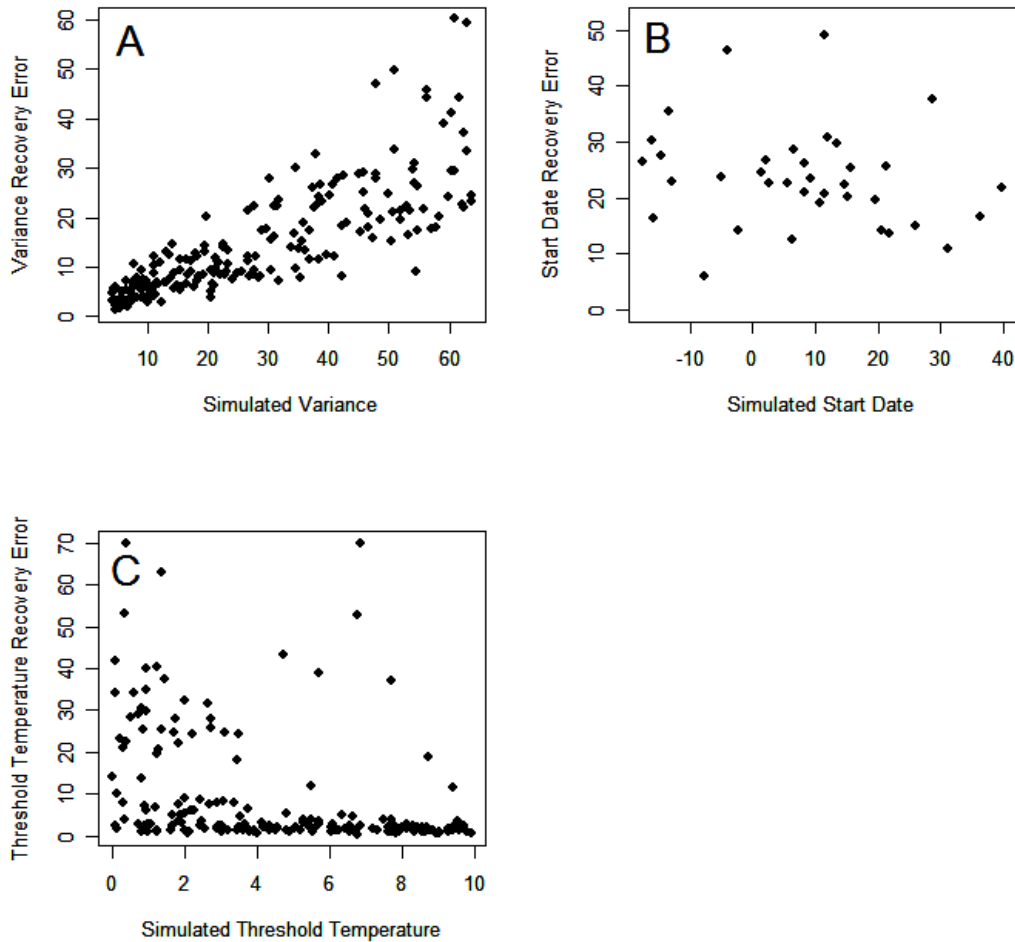 A
Variance Recovery Error
0 10 20 30 40 50 60
10 20 30 40 50 60
Simulated Variance
B
Start Date Recovery Error
0 10 20 30 40 50
-10 0 10 20 30 40
Simulated Start Date
C
Threshold Temperature Recovery Error
0 10 20 30 40 50 60 70
0 2 4 6 8 10
Simulated Threshold Temperature